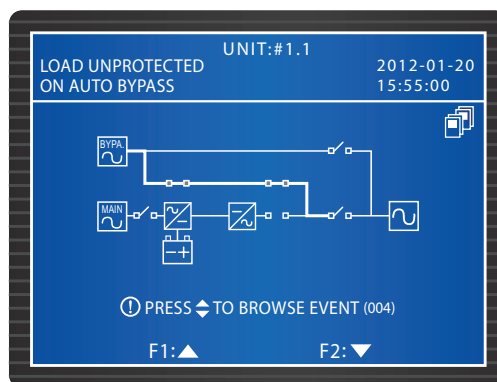 UNIT:#1.1
LOAD UNPROTECTED
ON AUTO BYPASS
2012-01-20
15:55:00
BYPA.
MAIN
PRESS TO BROWSE EVENT (004)
F1:
F2: